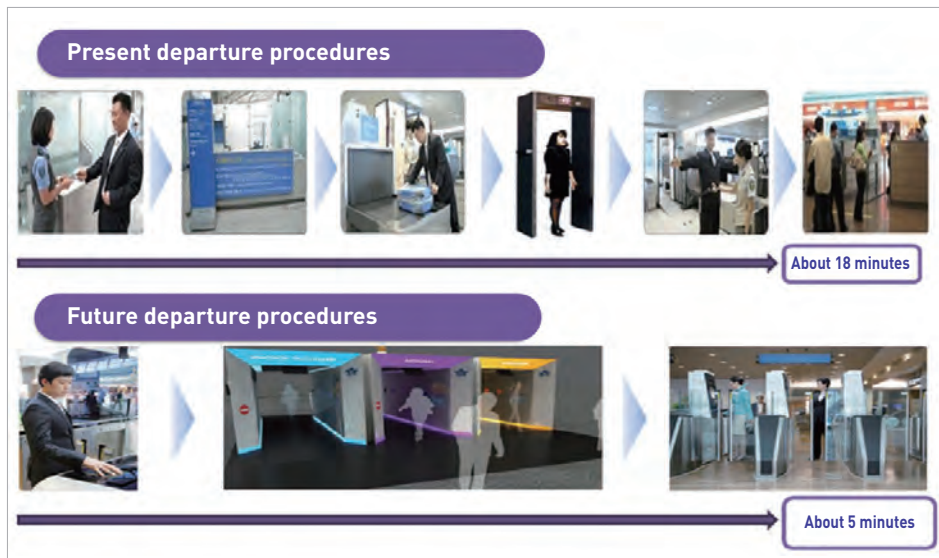 Present departure procedures
About 18 minutes
Future departure procedures
About 5 minutes